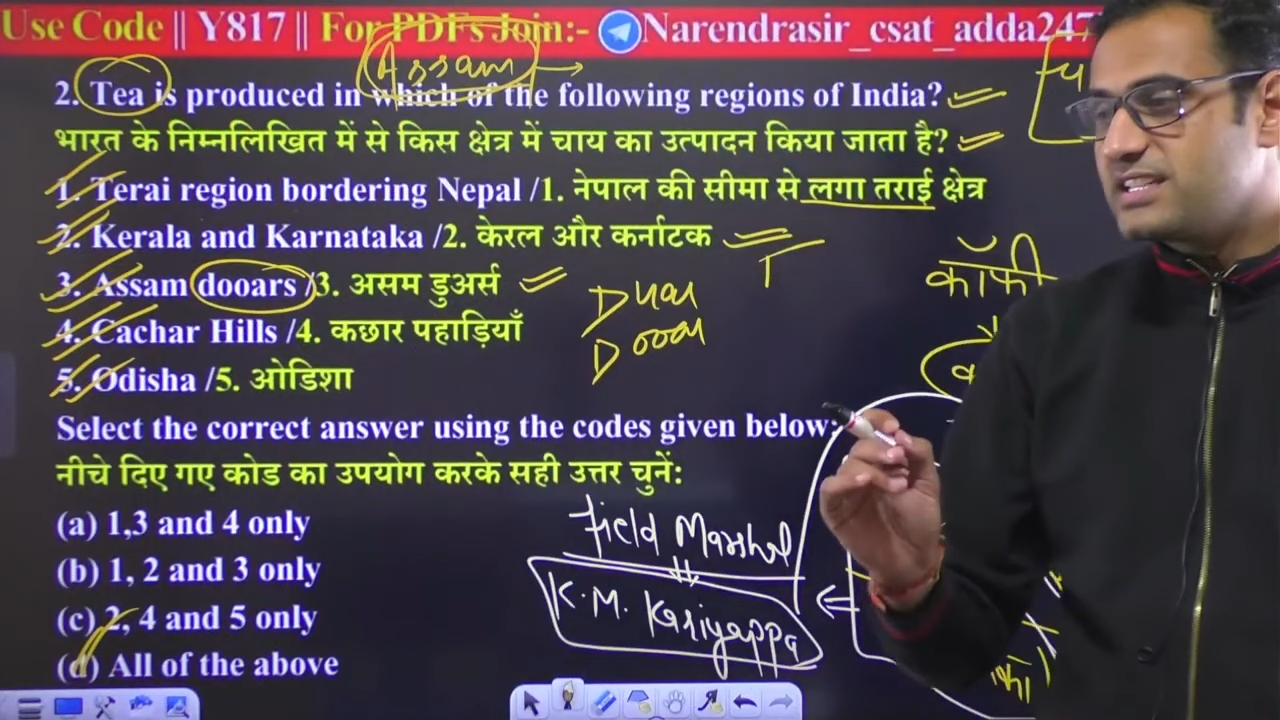 Use Code || Y817 || For PDFs Join:- Narendrasir_csat_adda247
Assam
2. Tea is produced in which of the following regions of India?
भारत के निम्नलिखित में से किस क्षेत्र में चाय का उत्पादन किया जाता है?
1. Terai region bordering Nepal /1. नेपाल की सीमा से लगा तराई क्षेत्र
2. Kerala and Karnataka /2. केरल और कर्नाटक
T
कॉफी
3. Assam dooars /3. असम डुअर्स
Duar
4. Cachar Hills /4. कछार पहाड़ियाँ
Dooar
5. Odisha /5. ओडिशा
Select the correct answer using the codes given below:
नीचे दिए गए कोड का उपयोग करके सही उत्तर चुनें:
(a) 1,3 and 4 only
Field Marshal
(b) 1, 2 and 3 only
K.M. Kariyappa
(c) 2, 4 and 5 only
(d) All of the above